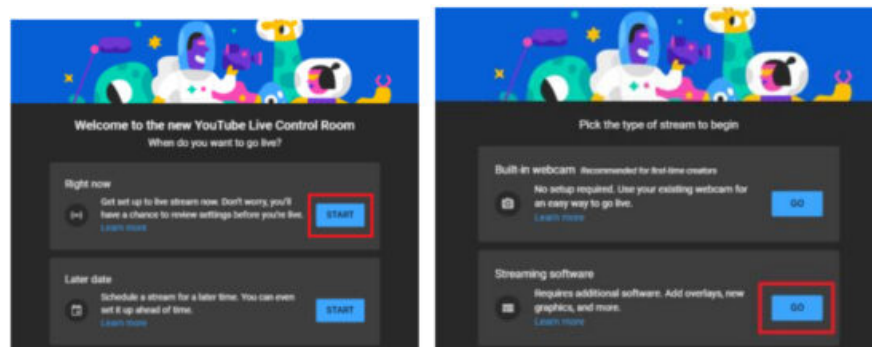 Welcome to the new YouTube Live Control Room
When do you want to go live?
Right now
Get set up to live stream now. Don't worry, you'll
have a chance to review settings before you're live.
Learn more
START
Later date
Schedule a stream for a later time. You can even
set it up ahead of time.
Learn more
START
Pick the type of stream to begin
Built-in webcam Recommended for first-time creators
No setup required. Use your existing webcam for
an easy way to go live.
Learn more
GO
Streaming software
Requires additional software. Add overlays, new
graphics, and more.
Learn more
GO